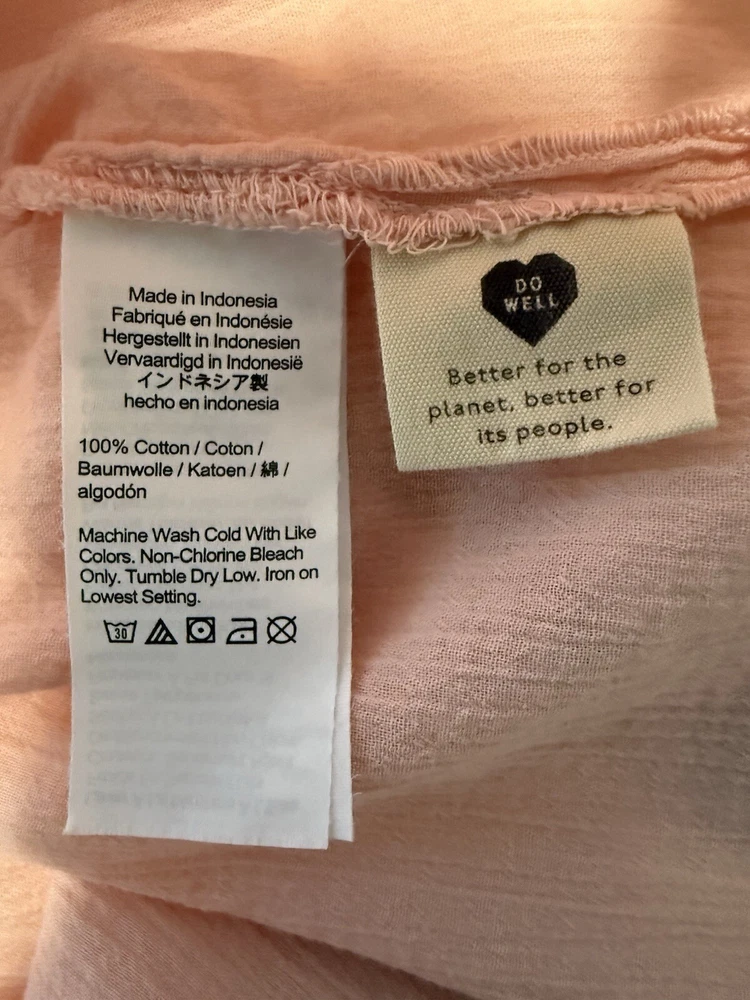 Made in Indonesia
Fabriqué en Indonésie
Hergestellt in Indonesien
Vervaardigd in Indonesië
インドネシア製
hecho en indonesia
100% Cotton / Coton /
Baumwolle / Katoen / 綿 /
algodón
Machine Wash Cold With Like
Colors. Non-Chlorine Bleach
Only. Tumble Dry Low. Iron on
Lowest Setting.
30
DO
WELL
Better for the
planet, better for
its people.